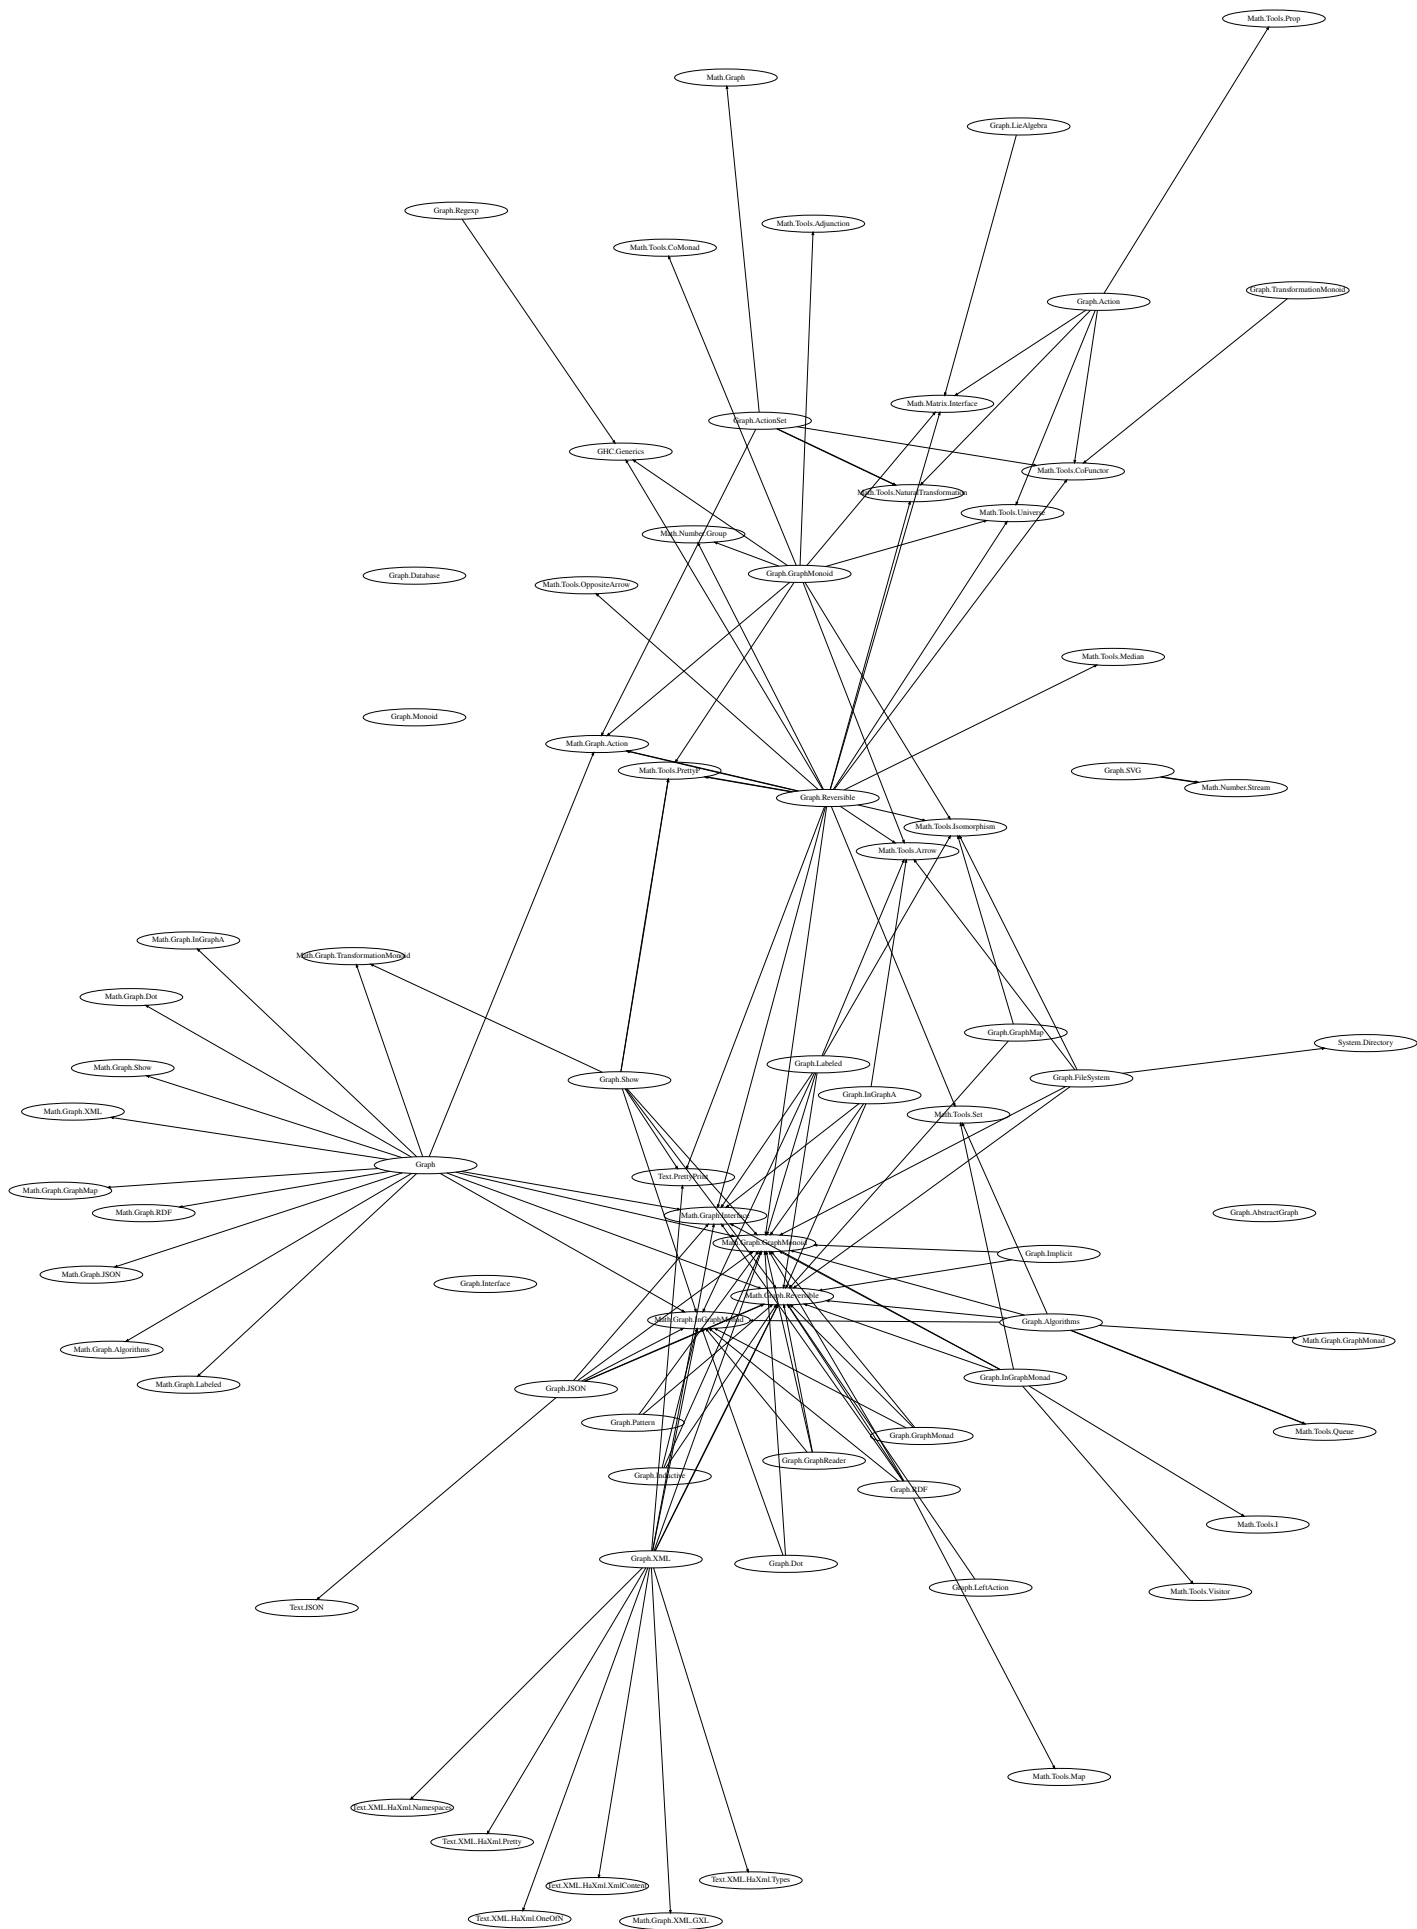 Math.Tools.Prop
Math.Graph
Graph.LieAlgebra
Graph.Regexp
Math.Tools.Adjunction
Math.Tools.CoMonad
Graph.TransformationMonoid
Graph.Action
Math.Matrix.Interface
Graph.ActionSet
GHC.Generics
Math.Tools.CoFunctor
Math.Tools.NaturalTransformation
Math.Tools.Universe
Math.Number.Group
Graph.GraphMonoid
Graph.Database
Math.Tools.OppositeArrow
Math.Tools.Median
Graph.Monoid
Math.Graph.Action
Math.Tools.PrettyP
Graph.SVG
Math.Number.Stream
Graph.Reversible
Math.Tools.Isomorphism
Math.Tools.Arrow
Math.Graph.InGraphA
Math.Graph.TransformationMonoid
Math.Graph.Dot
Graph.GraphMap
System.Directory
Math.Graph.Show
Graph.Labeled
Graph.Show
Graph.FileSystem
Graph.InGraphA
Math.Graph.XML
Math.Tools.Set
Graph
Text.PrettyPrint
Math.Graph.GraphMap
Math.Graph.RDF
Math.Graph.Interface
Graph.AbstractGraph
Math.Graph.GraphMonoid
Graph.Implicit
Math.Graph.JSON
Graph.Interface
Math.Graph.Reversible
Math.Graph.InGraphMonad
Graph.Algorithms
Math.Graph.GraphMonad
Math.Graph.Algorithms
Graph.InGraphMonad
Math.Graph.Labeled
Graph.JSON
Graph.Pattern
Math.Tools.Queue
Graph.GraphMonad
Graph.GraphReader
Graph.Inductive
Graph.RDF
Math.Tools.I
Graph.XML
Graph.Dot
Graph.LeftAction
Math.Tools.Visitor
Text.JSON
Math.Tools.Map
Text.XML.HaXml.Namespaces
Text.XML.HaXml.Pretty
Text.XML.HaXml.Types
Text.XML.HaXml.XmlContent
Text.XML.HaXml.OneOfN
Math.Graph.XML.GXL